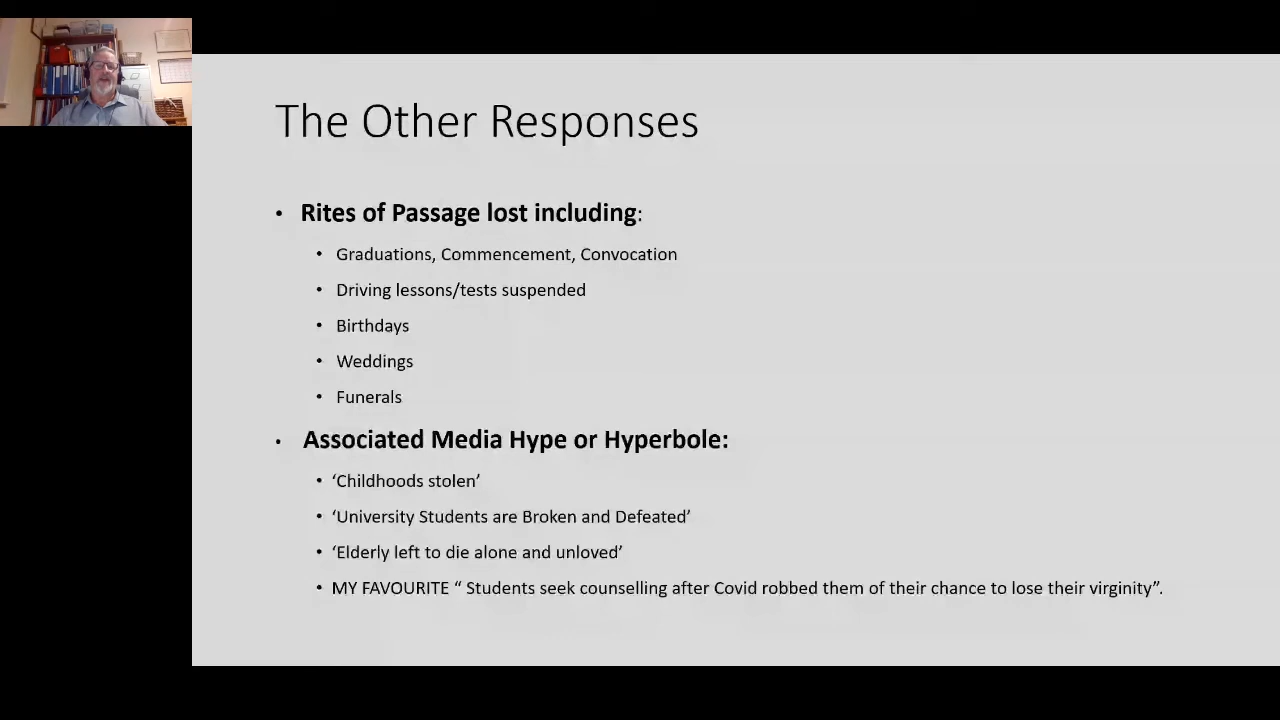 The Other Responses
• Rites of Passage lost including:
• Graduations, Commencement, Convocation
• Driving lessons/tests suspended
• Birthdays
• Weddings
• Funerals
• Associated Media Hype or Hyperbole:
• ‘Childhoods stolen’
• ‘University Students are Broken and Defeated’
• ‘Elderly left to die alone and unloved’
• MY FAVOURITE “ Students seek counselling after Covid robbed them of their chance to lose their virginity”.